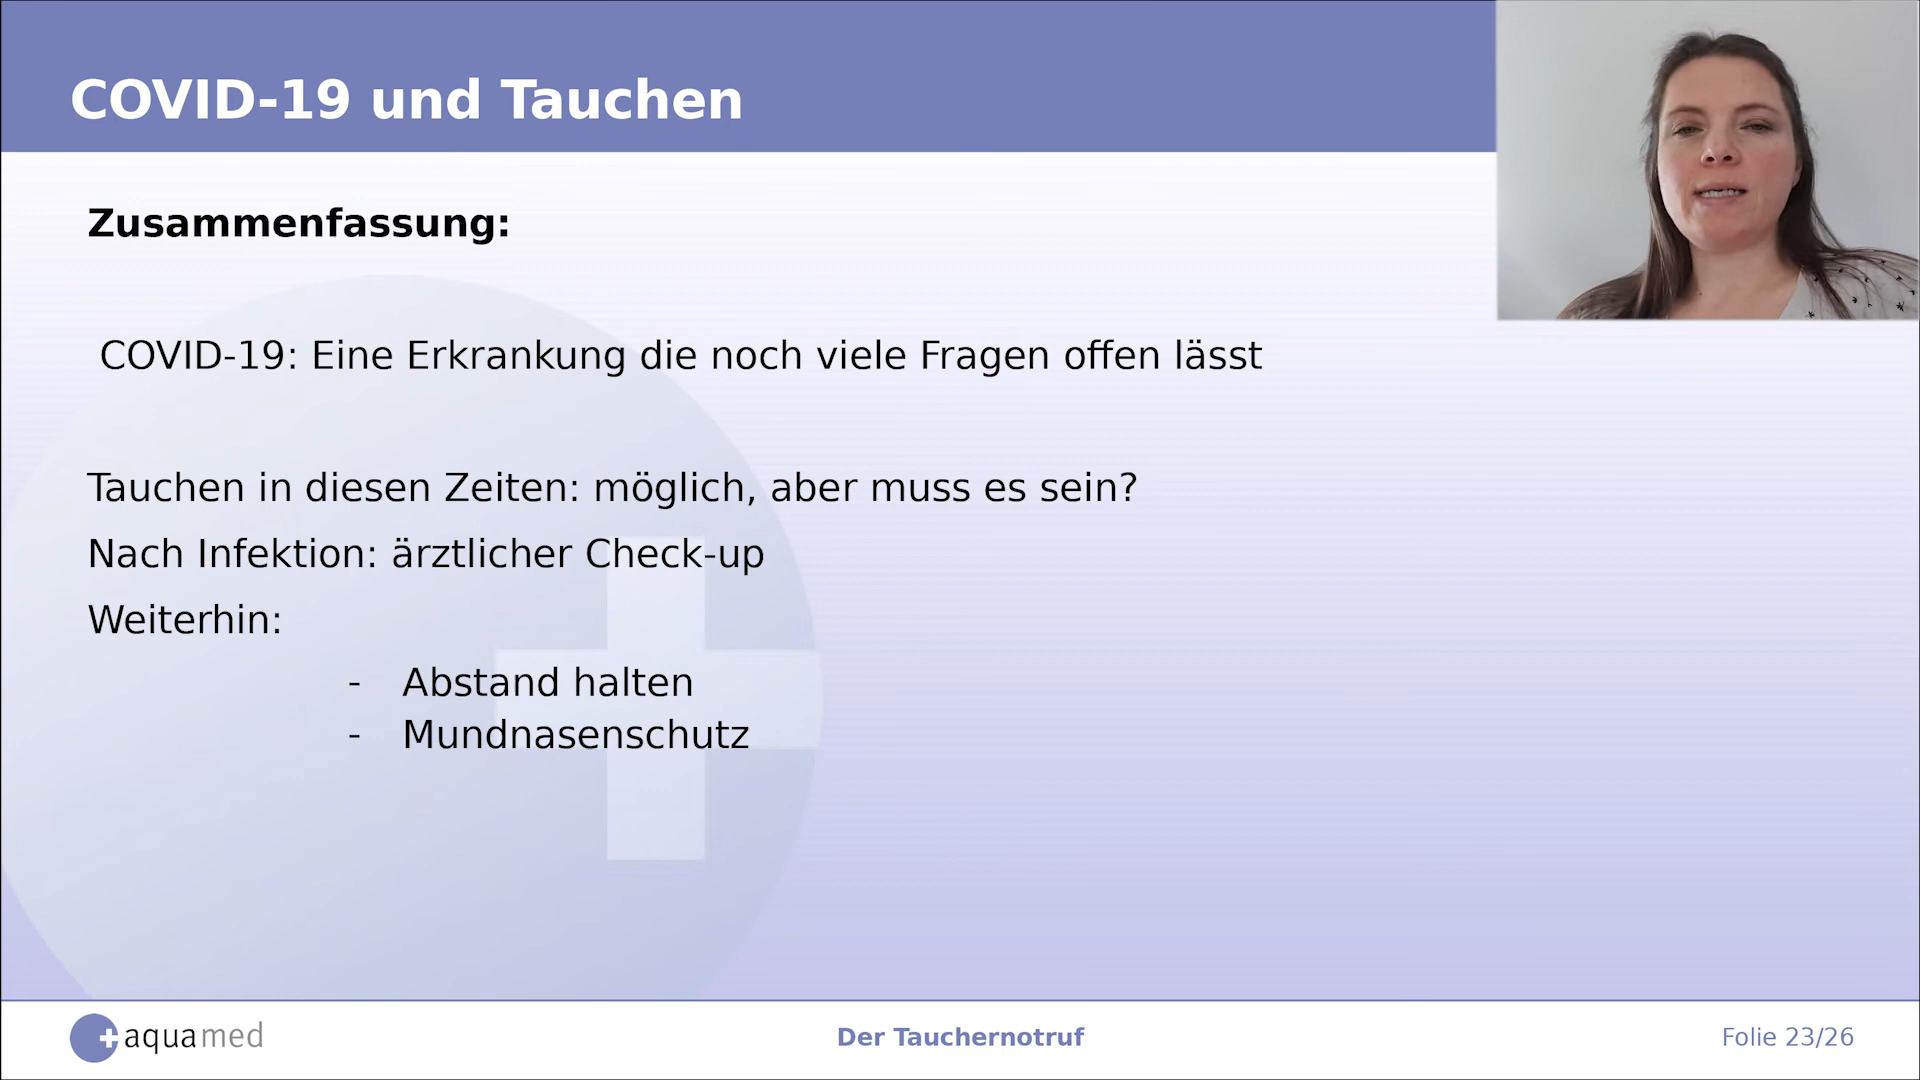 COVID-19 und Tauchen
Zusammenfassung:
COVID-19: Eine Erkrankung die noch viele Fragen offen lässt
Tauchen in diesen Zeiten: möglich, aber muss es sein?
Nach Infektion: ärztlicher Check-up
Weiterhin:
- Abstand halten
- Mundnasenschutz
aquamed
Der Tauchernotruf
Folie 23/26